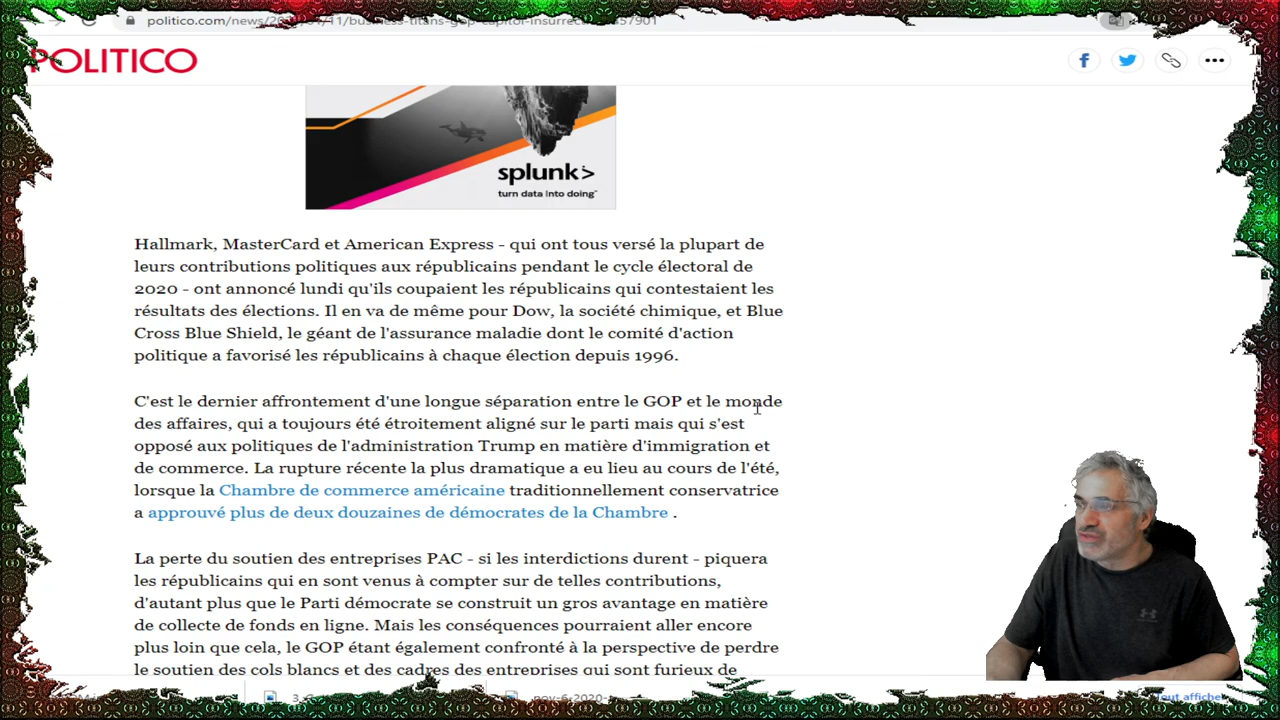 politico.com/news/20
POLITICO
splunk>
turn data into doing™
Hallmark, MasterCard et American Express - qui ont tous versé la plupart de
leurs contributions politiques aux républicains pendant le cycle électoral de
2020 - ont annoncé lundi qu'ils coupaient les républicains qui contestaient les
résultats des élections. Il en va de même pour Dow, la société chimique, et Blue
Cross Blue Shield, le géant de l'assurance maladie dont le comité d'action
politique a favorisé les républicains à chaque élection depuis 1996.
C'est le dernier affrontement d'une longue séparation entre le GOP et le monde
des affaires, qui a toujours été étroitement aligné sur le parti mais qui s'est
opposé aux politiques de l'administration Trump en matière d'immigration et
de commerce. La rupture récente la plus dramatique a eu lieu au cours de l'été,
lorsque la Chambre de commerce américaine traditionnellement conservatrice
a approuvé plus de deux douzaines de démocrates de la Chambre .
La perte du soutien des entreprises PAC - si les interdictions durent - piquera
les républicains qui en sont venus à compter sur de telles contributions,
d'autant plus que le Parti démocrate se construit un gros avantage en matière
de collecte de fonds en ligne. Mais les conséquences pourraient aller encore
plus loin que cela, le GOP étant également confronté à la perspective de perdre
le soutien des cols blancs et des cadres des entreprises qui sont furieux de
nov-6-2020-
Tout afficher